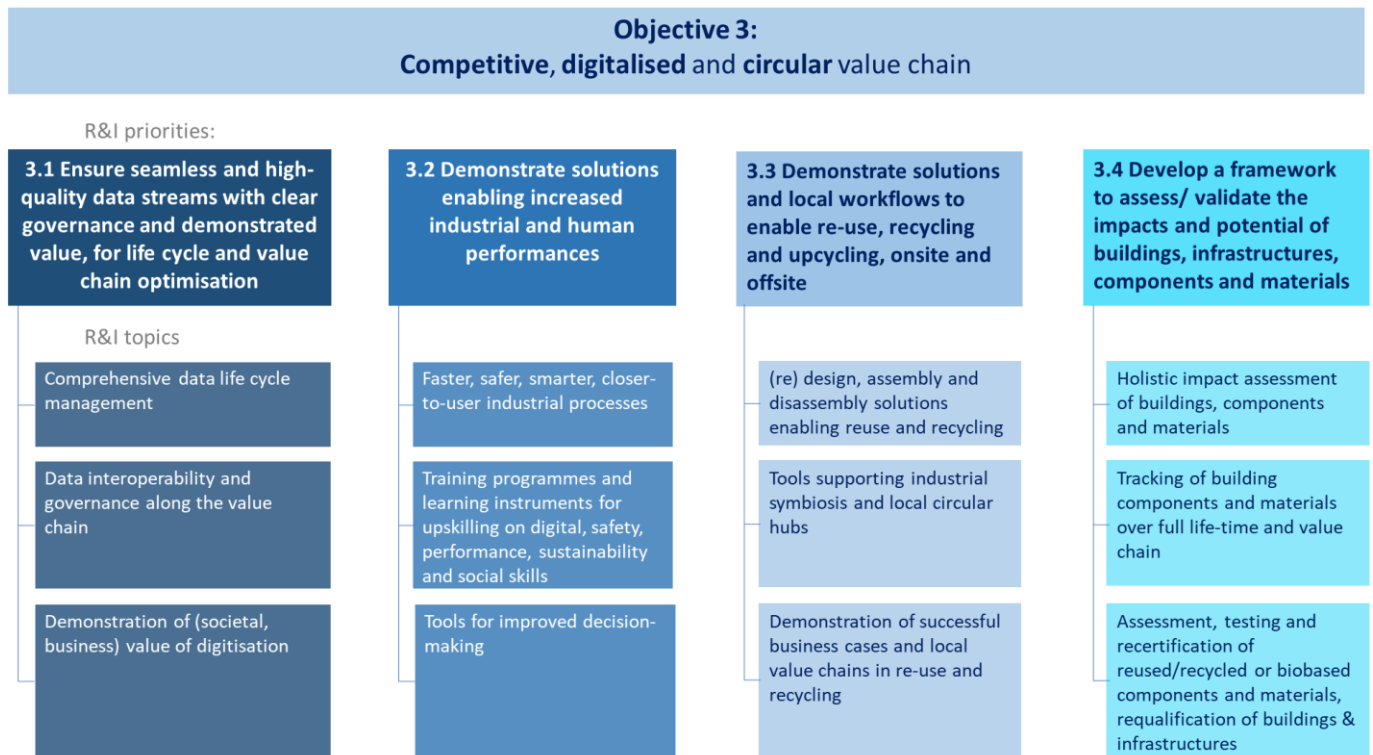 Objective 3:
Competitive, digitalised and circular value chain
R&I priorities:
3.1 Ensure seamless and high-
quality data streams with clear
governance and demonstrated
value, for life cycle and value
chain optimisation
3.2 Demonstrate solutions
enabling increased
industrial and human
performances
3.3 Demonstrate solutions
and local workflows to
enable re-use, recycling
and upcycling, onsite and
offsite
3.4 Develop a framework
to assess/ validate the
impacts and potential of
buildings, infrastructures,
components and materials
R&I topics
Comprehensive data life cycle
management
Data interoperability and
governance along the value
chain
Demonstration of (societal,
business) value of digitisation
Faster, safer, smarter, closer-
to-user industrial processes
Training programmes and
learning instruments for
upskilling on digital, safety,
performance, sustainability
and social skills
Tools for improved decision-
making
(re) design, assembly and
disassembly solutions
enabling reuse and recycling
Tools supporting industrial
symbiosis and local circular
hubs
Demonstration of successful
business cases and local
value chains in re-use and
recycling
Holistic impact assessment
of buildings, components
and materials
Tracking of building
components and materials
over full life-time and value
chain
Assessment, testing and
recertification of
reused/recycled or biobased
components and materials,
requalification of buildings &
infrastructures